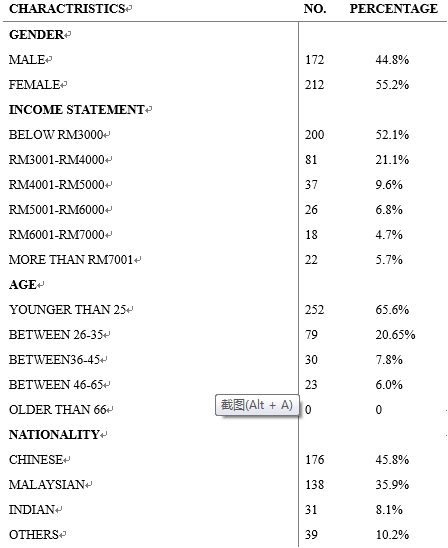 CHARACTRISTICS↵ NO. PERCENTAGE
GENDER↵
MALE↵ 172 44.8%
FEMALE↵ 212 55.2%
INCOME STATEMENT↵
BELOW RM3000↵ 200 52.1%
RM3001-RM4000↵ 81 21.1%
RM4001-RM5000↵ 37 9.6%
RM5001-RM6000↵ 26 6.8%
RM6001-RM7000↵ 18 4.7%
MORE THAN RM7001↵ 22 5.7%
AGE↵
YOUNGER THAN 25↵ 252 65.6%
BETWEEN 26-35↵ 79 20.65%
BETWEEN36-45↵ 30 7.8%
BETWEEN 46-65↵ 23 6.0%
截图(Alt + A)
OLDER THAN 66↵ 0 0
NATIONALITY↵
CHINESE↵ 176 45.8%
MALAYSIAN↵ 138 35.9%
INDIAN↵ 31 8.1%
OTHERS↵ 39 10.2%